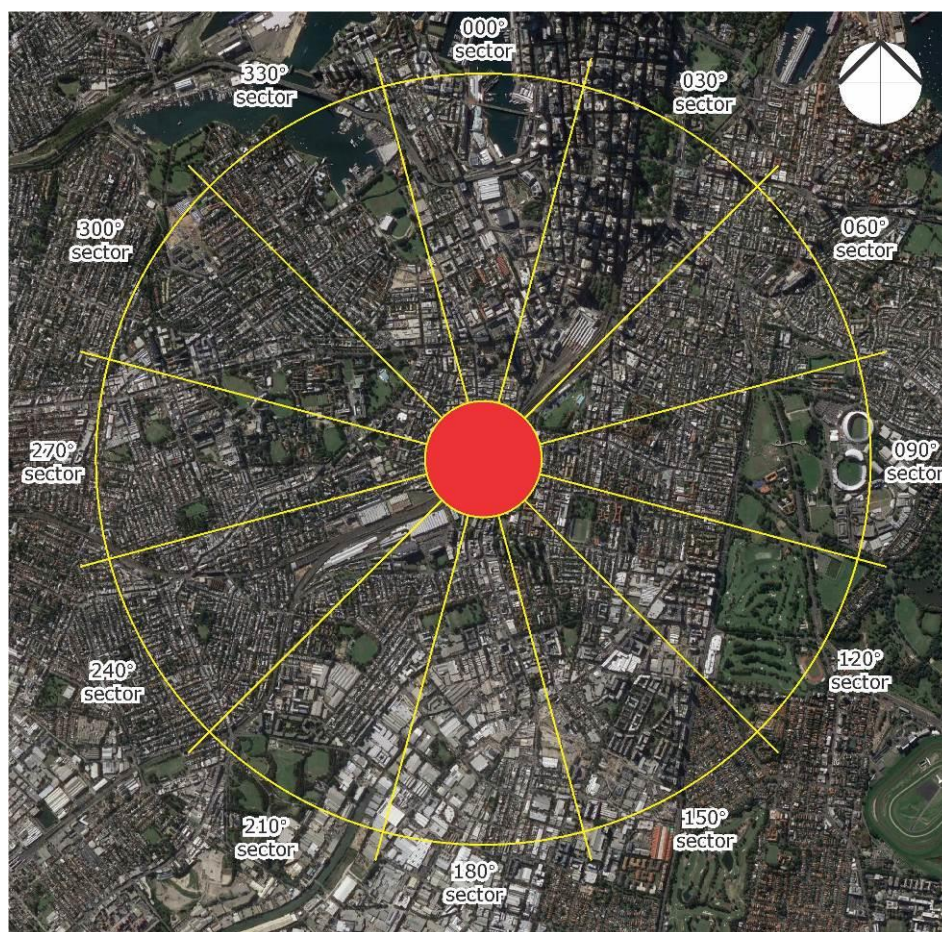 000°
sector
330°
sector
030°
sector
300°
sector
060°
sector
270°
sector
090°
sector
240°
sector
120°
sector
210°
sector
150°
sector
180°
sector